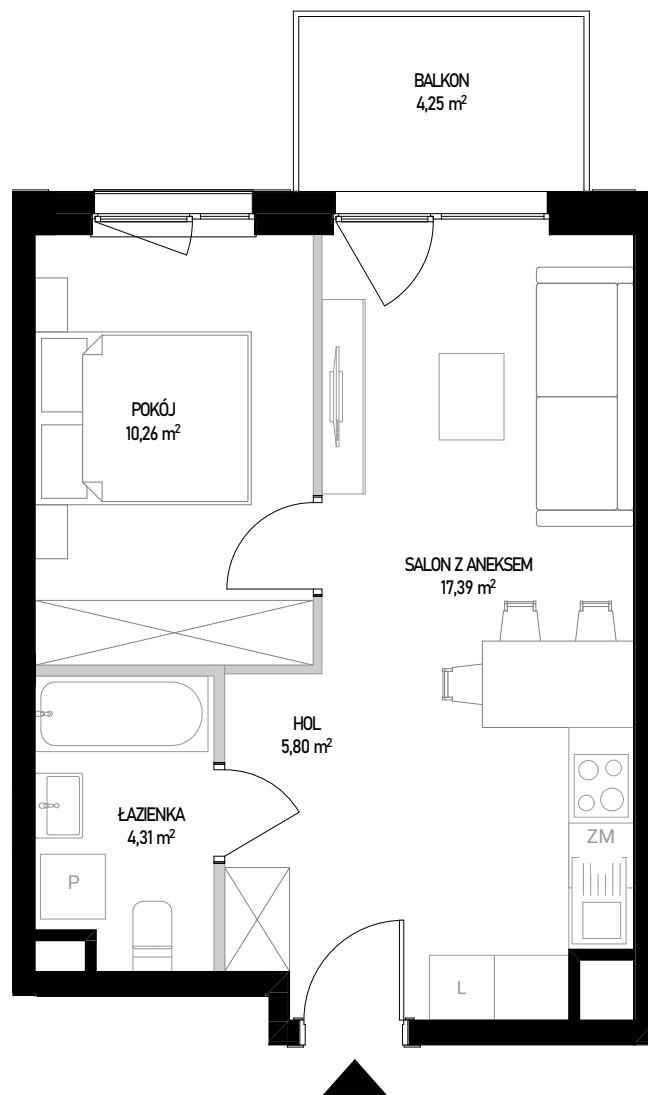 BALKON
4,25 m²
POKÓJ
10,26 m²
SALON Z ANEKSEM
17,39 m²
HOL
5,80 m²
ŁAZIENKA
4,31 m²
ZM
P
L